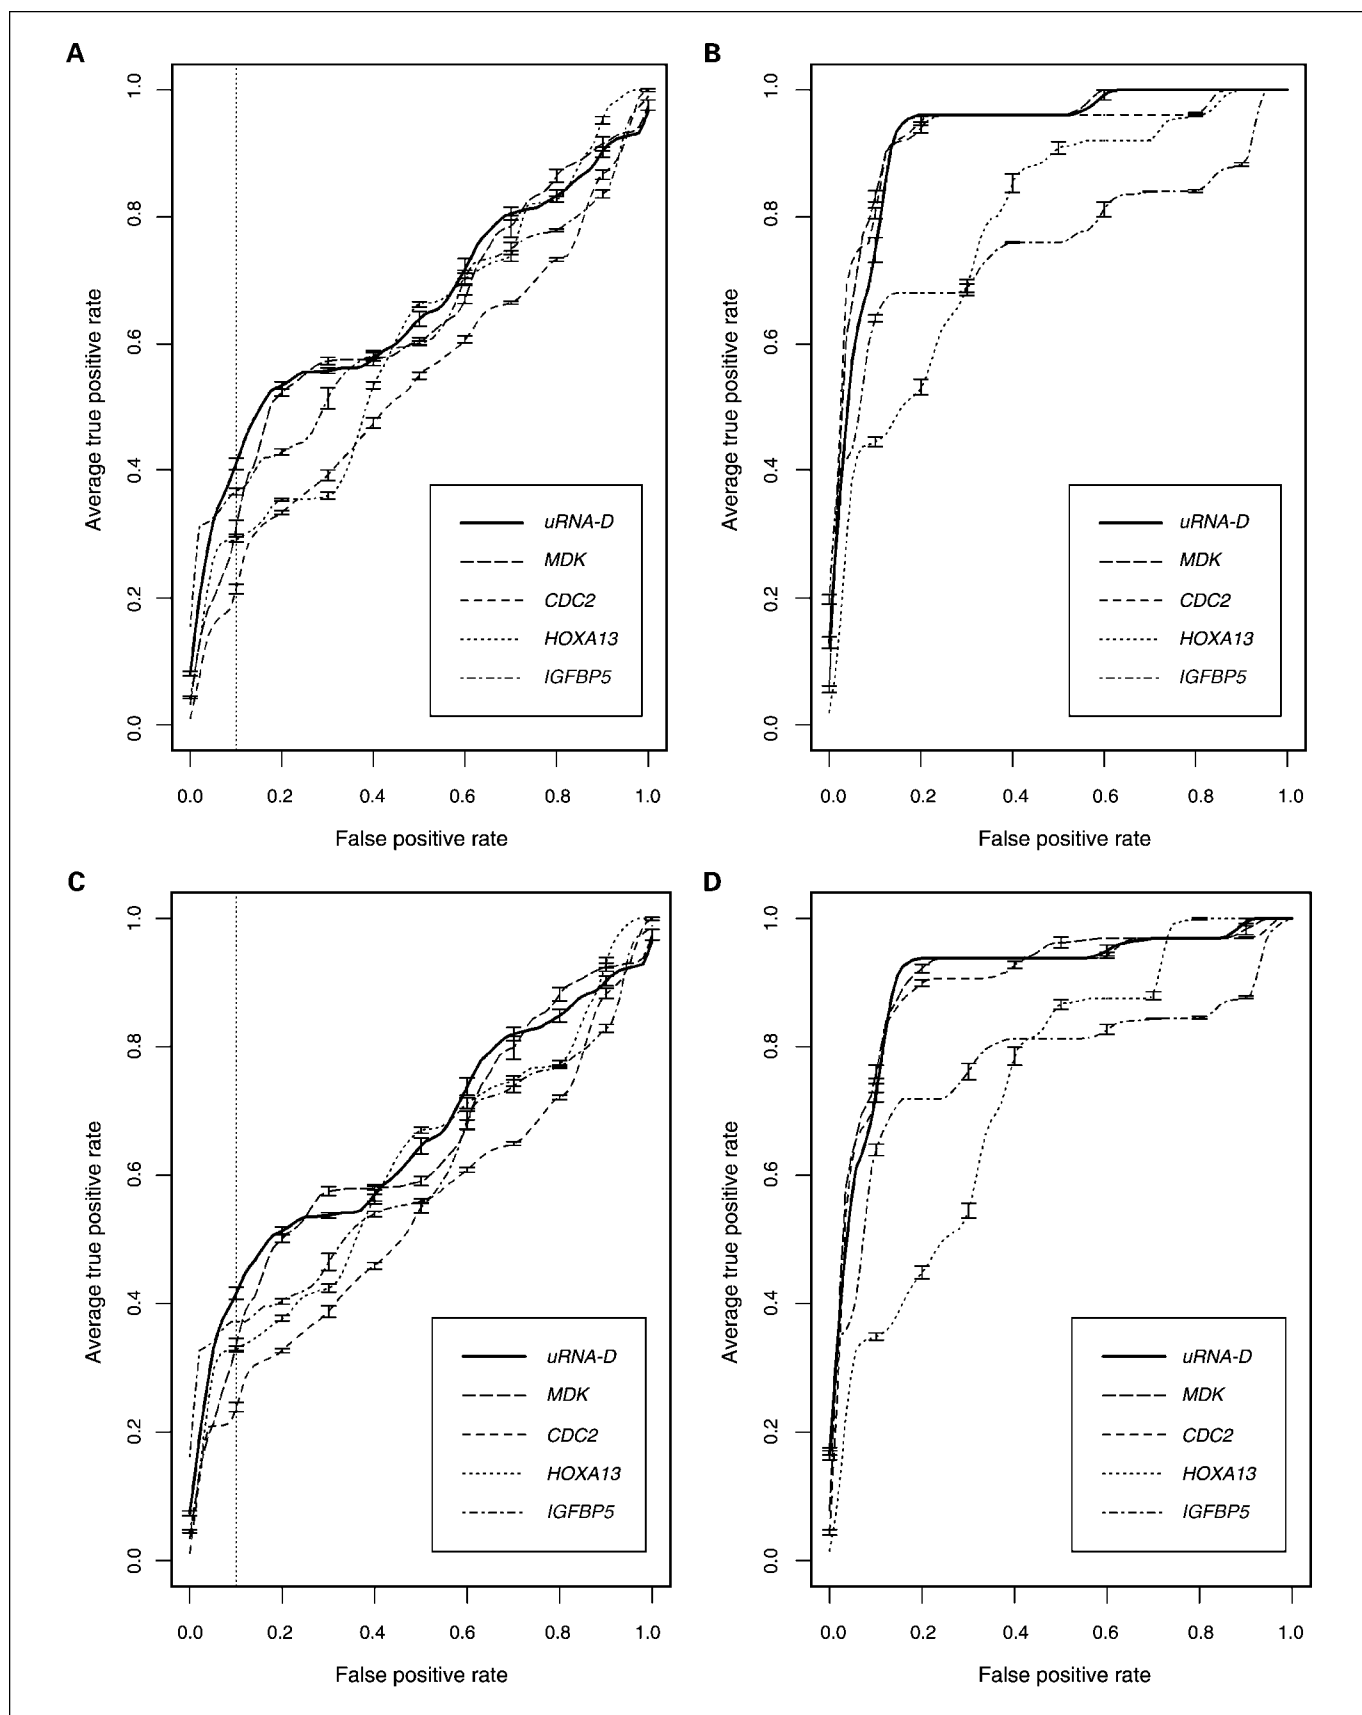 A
Average true positive rate
1.0
0.8
0.6
0.4
0.2
0.0
uRNA-D
MDK
CDC2
HOXA13
IGFBP5
0.0 0.2 0.4 0.6 0.8 1.0
False positive rate
B
Average true positive rate
1.0
0.8
0.6
0.4
0.2
0.0
uRNA-D
MDK
CDC2
HOXA13
IGFBP5
0.0 0.2 0.4 0.6 0.8 1.0
False positive rate
C
Average true positive rate
1.0
0.8
0.6
0.4
0.2
0.0
uRNA-D
MDK
CDC2
HOXA13
IGFBP5
0.0 0.2 0.4 0.6 0.8 1.0
False positive rate
D
Average true positive rate
1.0
0.8
0.6
0.4
0.2
0.0
uRNA-D
MDK
CDC2
HOXA13
IGFBP5
0.0 0.2 0.4 0.6 0.8 1.0
False positive rate